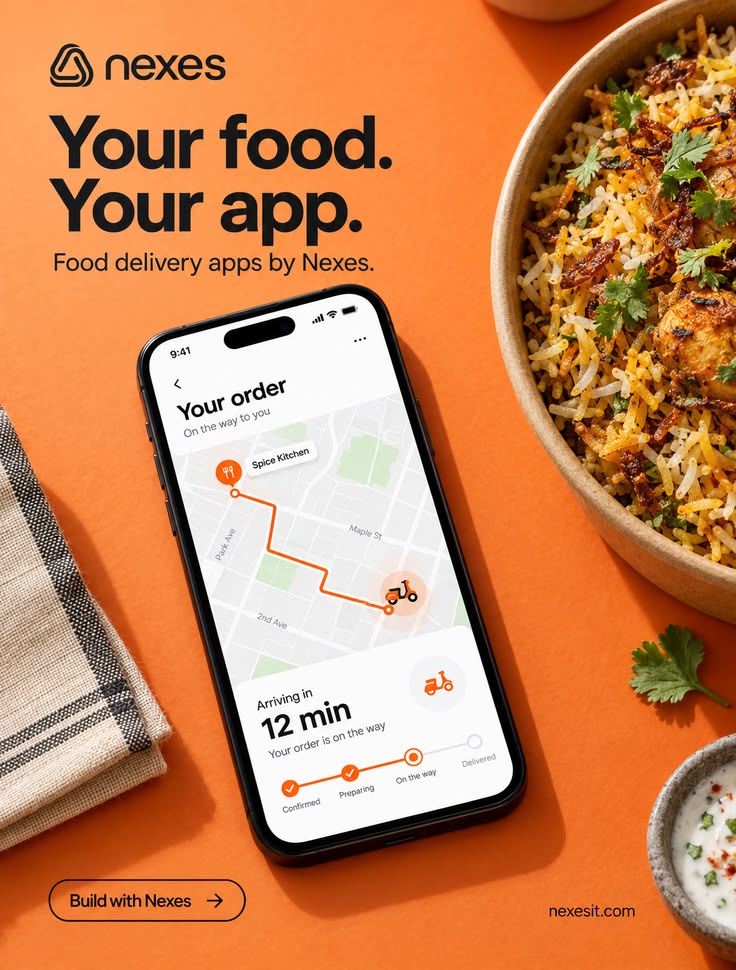 nexes
Your food.
Your app.
Food delivery apps by Nexes.
9:41
Your order
On the way to you
Spice Kitchen
Park Ave
Maple St
2nd Ave
Arriving in
12 min
Your order is on the way
Confirmed
Preparing
On the way
Delivered
Build with Nexes
nexesit.com